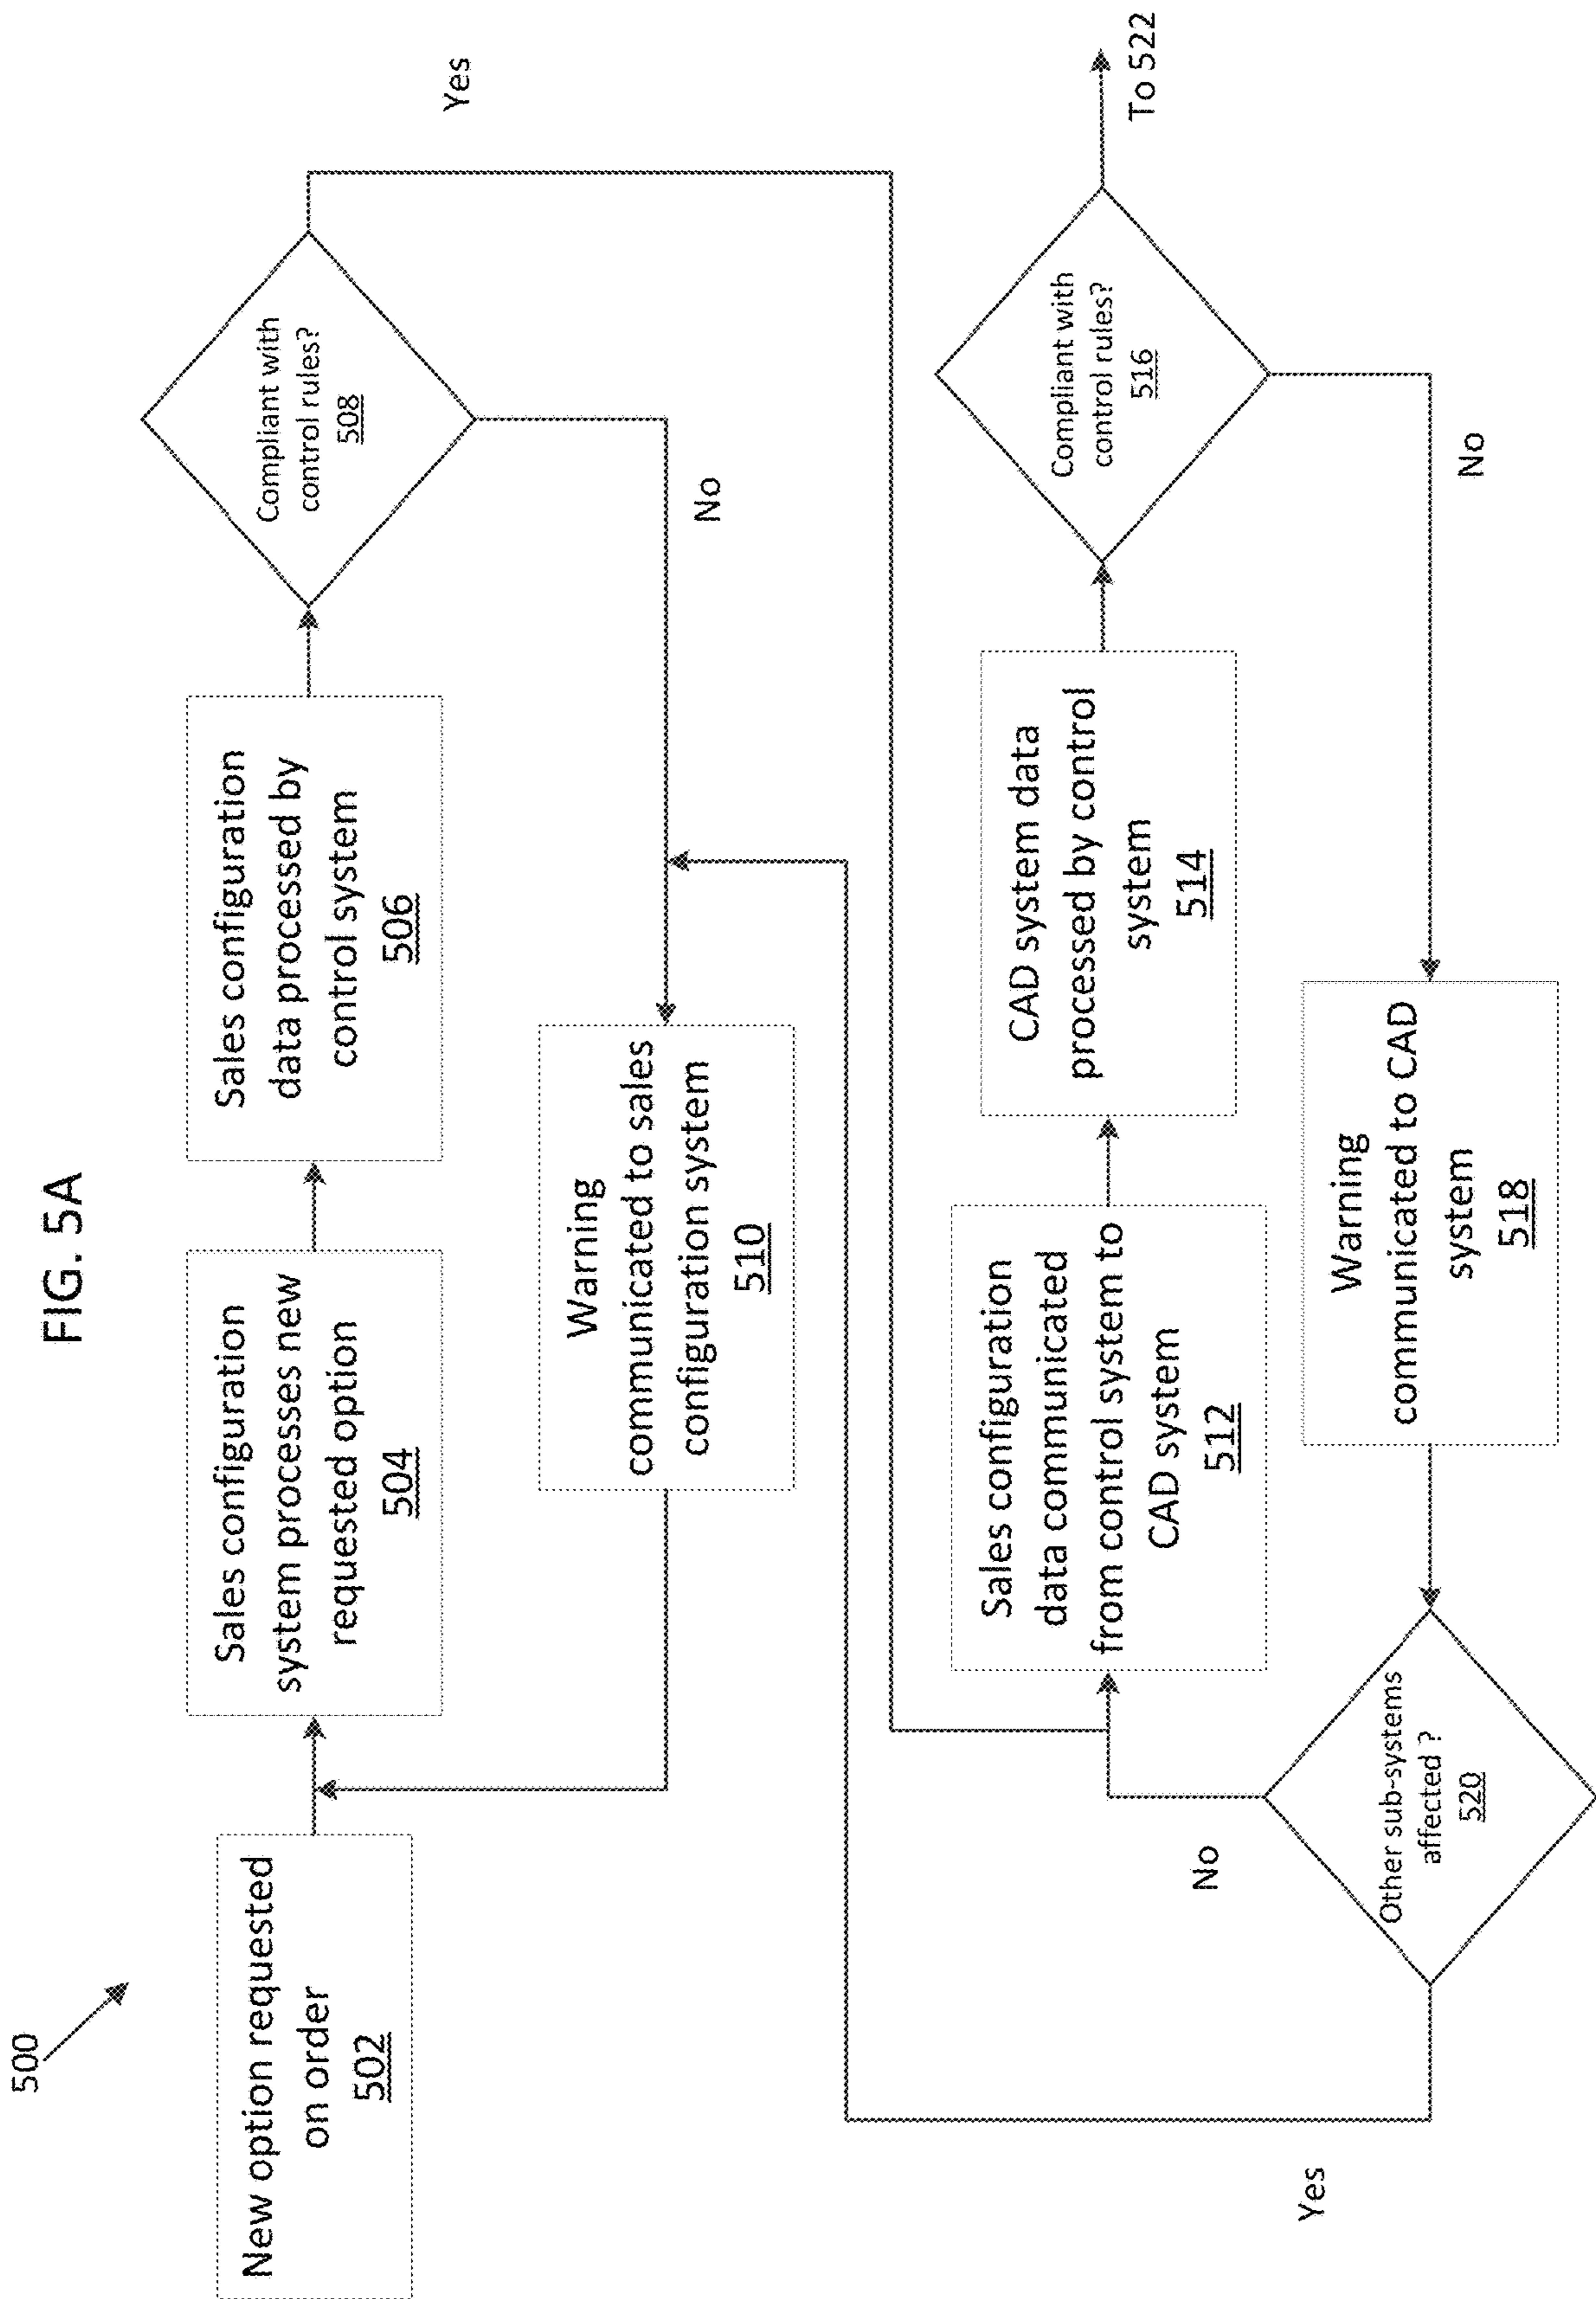 FIG. 5A
500
New option requested
on order
502
Sales configuration
system processes new
requested option
504
Sales configuration
data processed by
control system
506
Compliant with
control rules?
508
Yes
No
Warning
communicated to sales
configuration system
510
Sales configuration
data communicated
from control system to
CAD system
512
CAD system data
processed by control
system
514
Compliant with
control rules?
516
To 522
No
Warning
communicated to CAD
system
518
Other sub-systems
affected ?
520
No
Yes